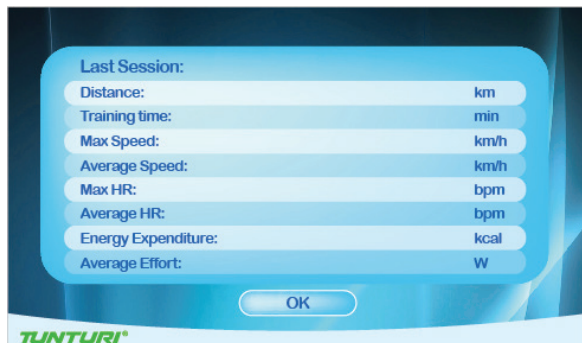 Last Session:
Distance: km
Training time: min
Max Speed: km/h
Average Speed: km/h
Max HR: bpm
Average HR: bpm
Energy Expenditure: kcal
Average Effort: W
OK
TUNTURI®